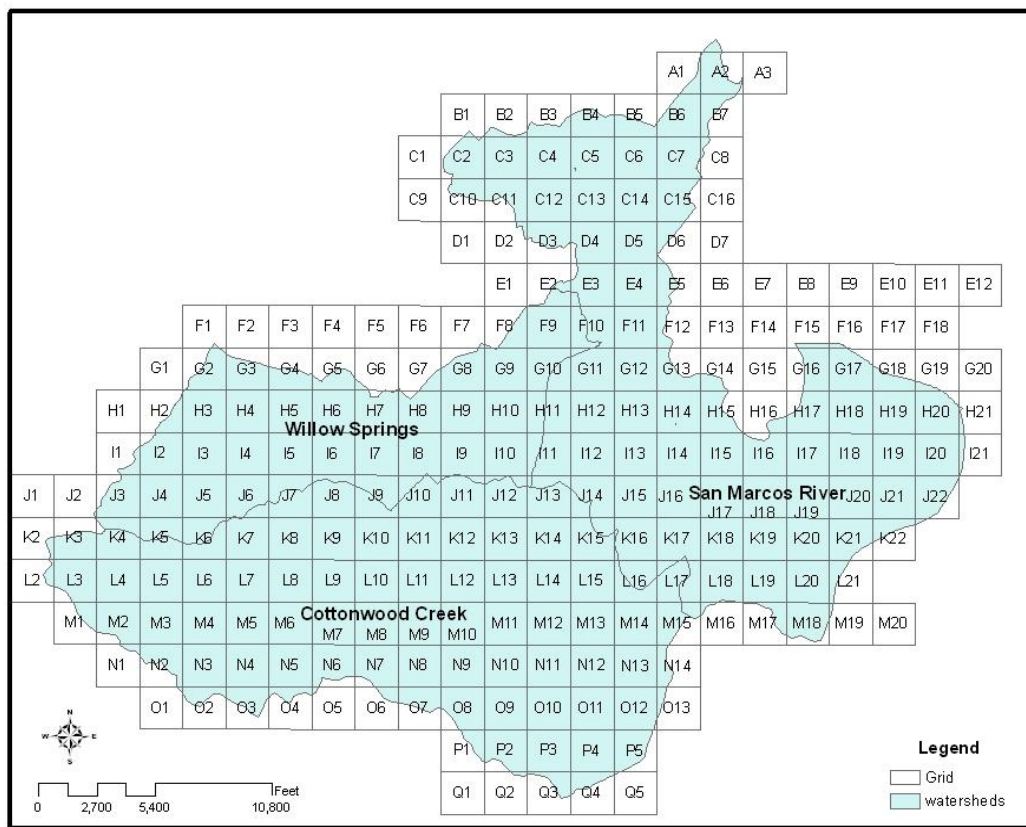 A1 A2 A3
B1 B2 B3 B4 B5 B6 B7
C1 C2 C3 C4 C5 C6 C7 C8
C9 C10 C11 C12 C13 C14 C15 C16
D1 D2 D3 D4 D5 D6 D7
E1 E2 E3 E4 E5 E6 E7 E8 E9 E10 E11 E12
F1 F2 F3 F4 F5 F6 F7 F8 F9 F10 F11 F12 F13 F14 F15 F16 F17 F18
G1 G2 G3 G4 G5 G6 G7 G8 G9 G10 G11 G12 G13 G14 G15 G16 G17 G18 G19 G20
H1 H2 H3 H4 H5 H6 H7 H8 H9 H10 H11 H12 H13 H14 H15 H16 H17 H18 H19 H20 H21
Willow Springs
I1 I2 I3 I4 I5 I6 I7 I8 I9 I10 I11 I12 I13 I14 I15 I16 I17 I18 I19 I20 I21
J1 J2 J3 J4 J5 J6 J7 J8 J9 J10 J11 J12 J13 J14 J15 J16 San Marcos River J20 J21 J22
J17 J18 J19
K2 K3 K4 K5 K6 K7 K8 K9 K10 K11 K12 K13 K14 K15 K16 K17 K18 K19 K20 K21 K22
L2 L3 L4 L5 L6 L7 L8 L9 L10 L11 L12 L13 L14 L15 L16 L17 L18 L19 L20 L21
Cottonwood Creek
M1 M2 M3 M4 M5 M6 M7 M8 M9 M10 M11 M12 M13 M14 M15 M16 M17 M18 M19 M20
N1 N2 N3 N4 N5 N6 N7 N8 N9 N10 N11 N12 N13 N14
O1 O2 O3 O4 O5 O6 O7 O8 O9 O10 O11 O12 O13
P1 P2 P3 P4 P5
Q1 Q2 Q3 Q4 Q5
N
W E
S
Feet
0 2,700 5,400 10,800
Legend
Grid
watersheds